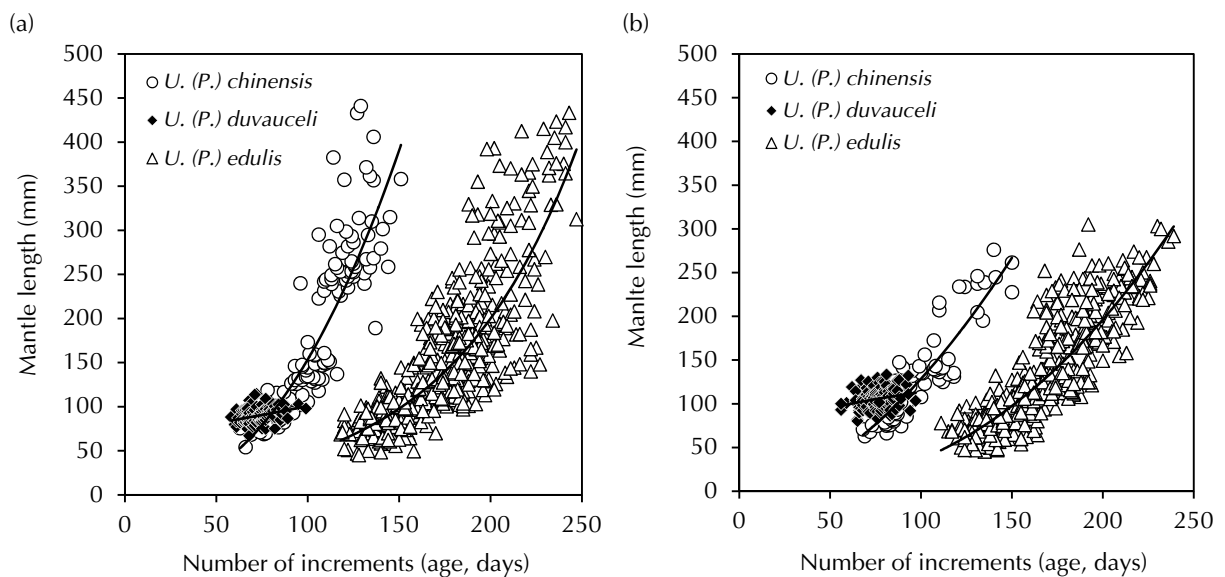 (a)
500
450
400
350
300
250
200
150
100
50
0
Mantle length (mm)
U. (P.) chinensis
U. (P.) duvauceli
U. (P.) edulis
0 50 100 150 200 250
Number of increments (age, days)
(b)
500
450
400
350
300
250
200
150
100
50
0
Manlte length (mm)
U. (P.) chinensis
U. (P.) duvauceli
U. (P.) edulis
0 50 100 150 200 250
Number of increments (age, days)